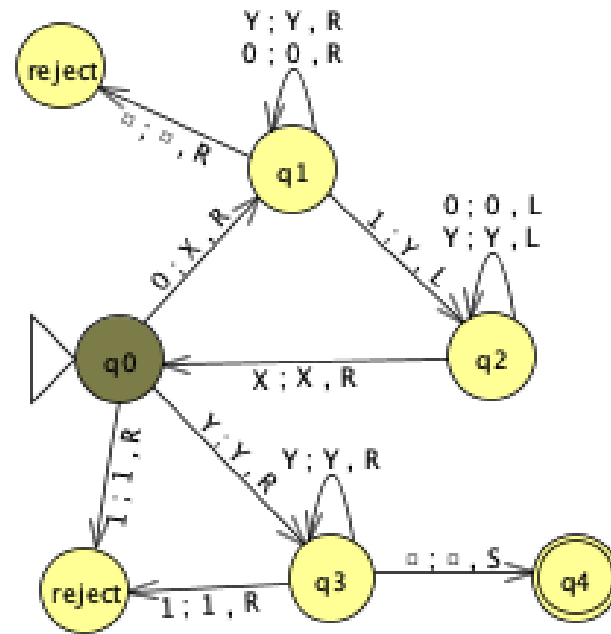 Y;Y,R
0;0,R
reject
¤;¤,R
q1
0;0,L
Y;Y,L
0;X,R
1;Y,L
q0
q2
X;X,R
1;1,R
Y;Y,R
Y;Y,R
reject
1;1,R
q3
¤;¤,S
q4